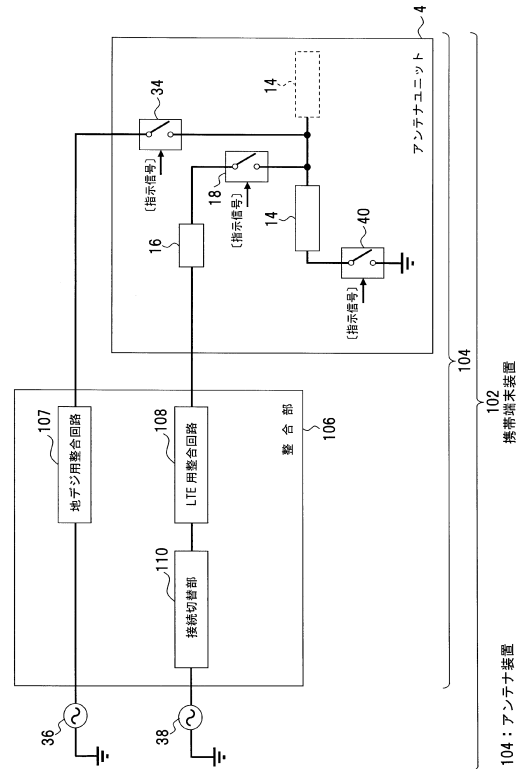 36
38
107
地デジ用整合回路
110
接続切替部
108
LTE用整合回路
整合部
106
34
〔指示信号〕
16
18
〔指示信号〕
14
14
40
〔指示信号〕
アンテナユニット
4
104
102
携帯端末装置
104：アンテナ装置